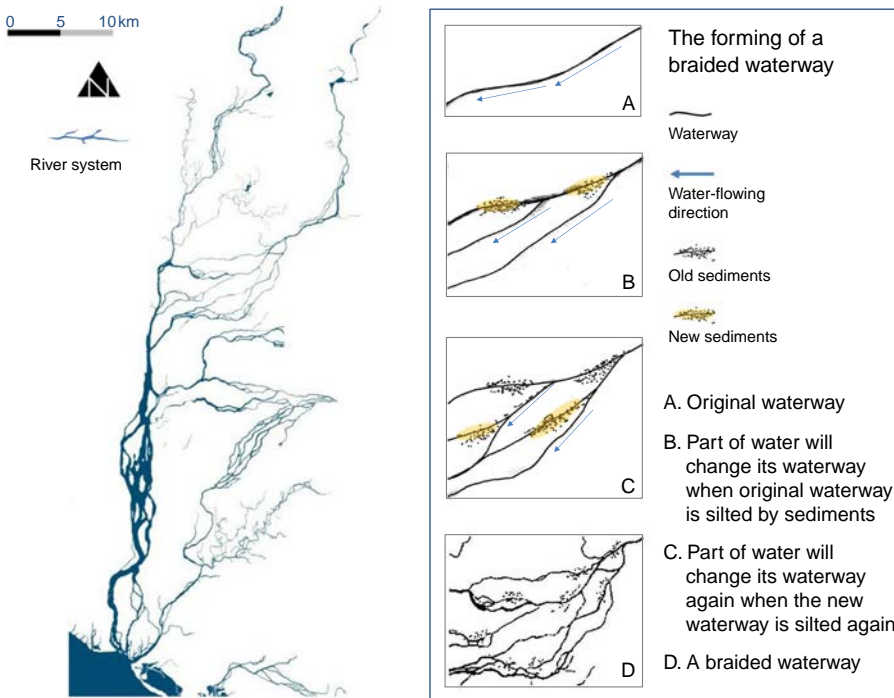 0 5 10 km
N
River system
The forming of a
braided waterway
A
Waterway
Water-flowing
direction
B
Old sediments
New sediments
C
D
A. Original waterway
B. Part of water will
change its waterway
when original waterway
is silted by sediments
C. Part of water will
change its waterway
again when the new
waterway is silted again
D. A braided waterway